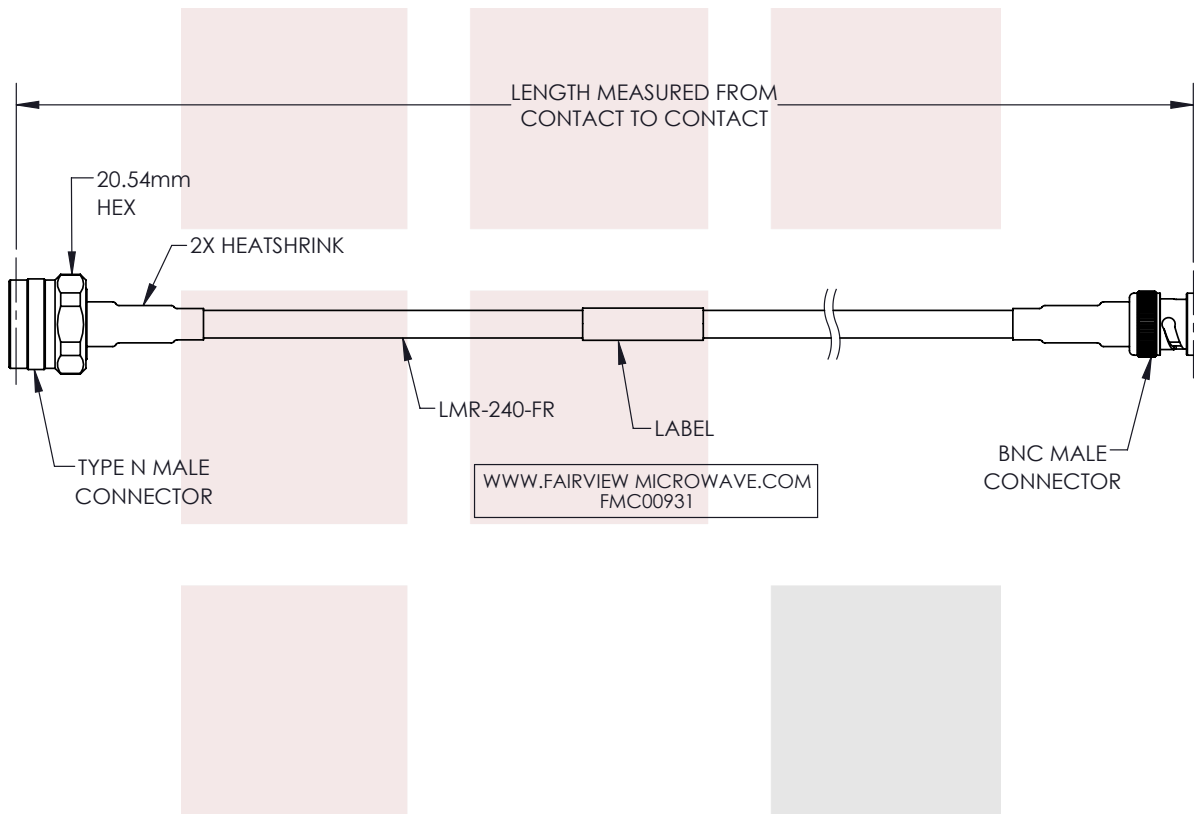 LENGTH MEASURED FROM
CONTACT TO CONTACT
20.54mm
HEX
2X HEATSHRINK
LMR-240-FR
LABEL
TYPE N MALE
CONNECTOR
BNC MALE
CONNECTOR
WWW.FAIRVIEW MICROWAVE.COM
FMC00931